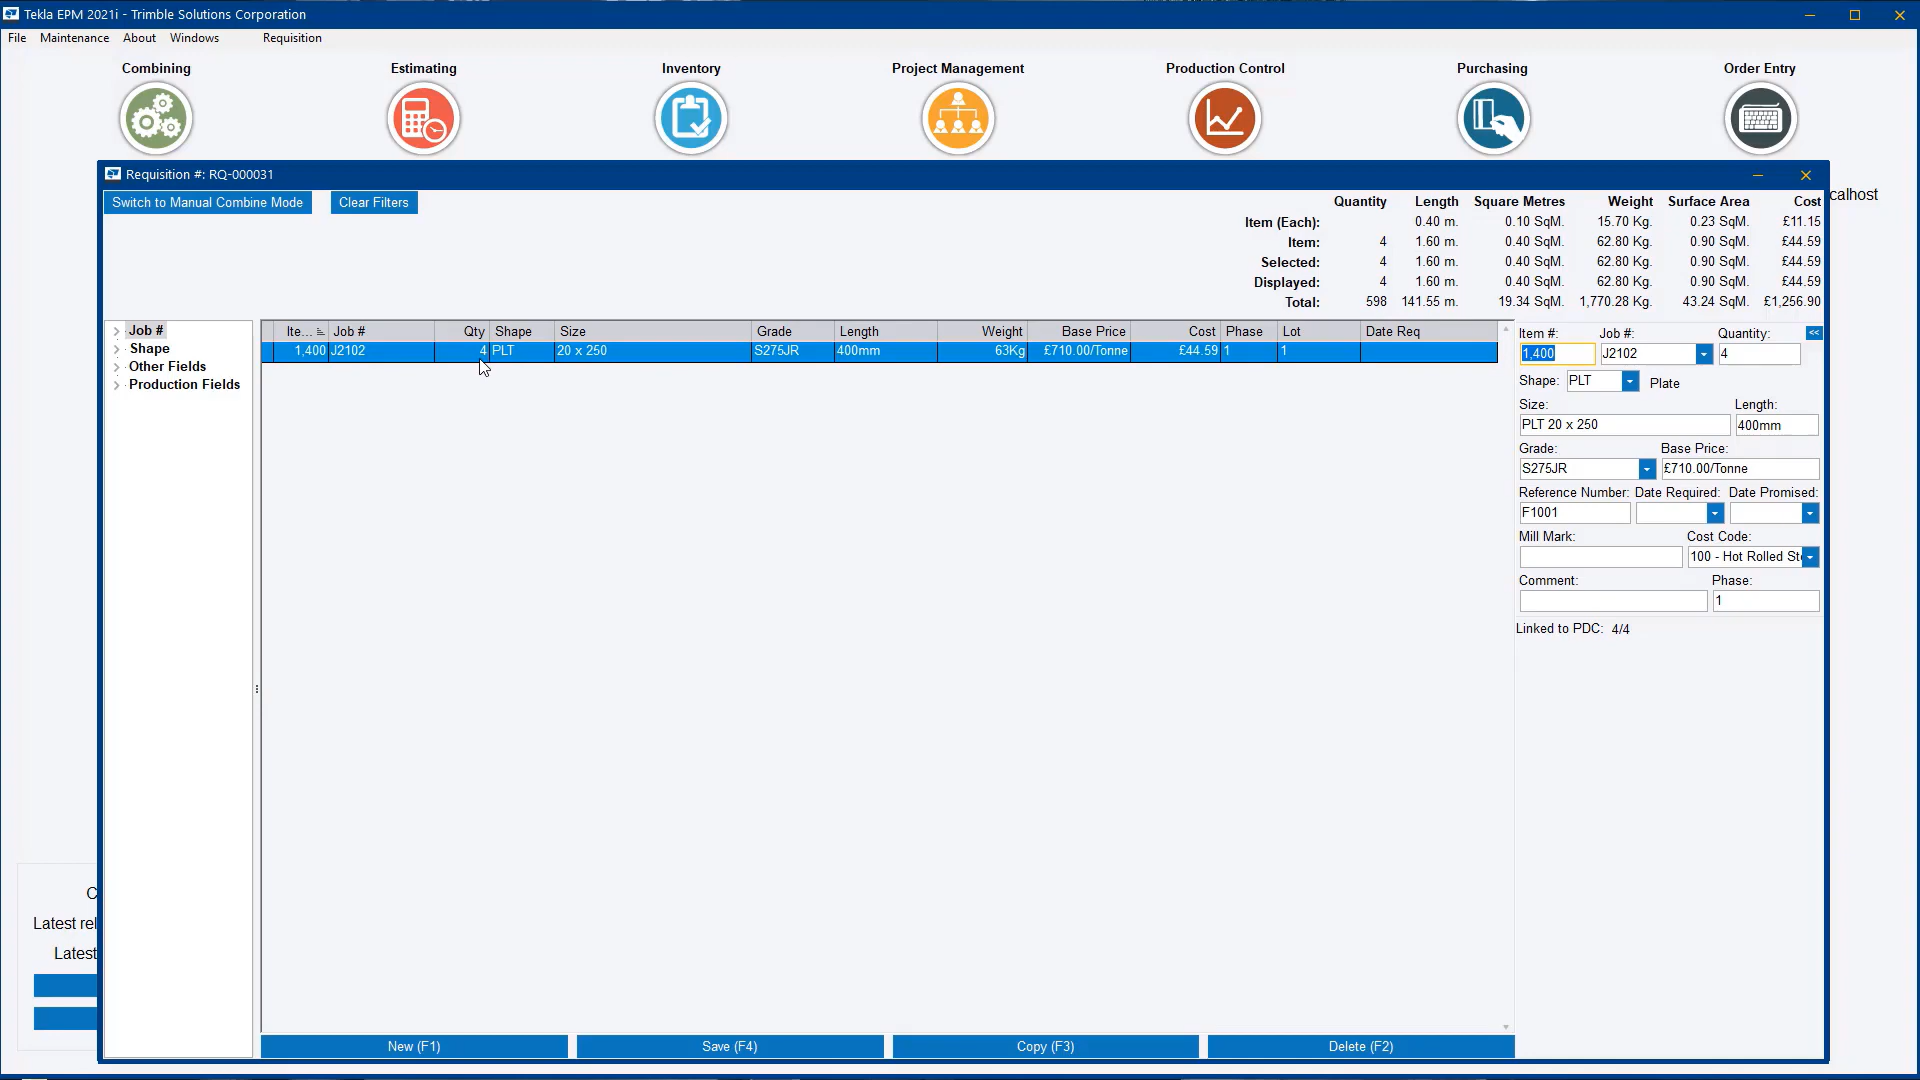 Tekla EPM 2021i - Trimble Solutions Corporation
File Maintenance About Windows Requisition
Combining Estimating Inventory Project Management Production Control Purchasing Order Entry
Requisition #: RQ-000031
calhost
Switch to Manual Combine Mode Clear Filters
Quantity Length Square Metres Weight Surface Area Cost
Item (Each): 0.40 m. 0.10 SqM. 15.70 Kg. 0.23 SqM. £11.15
Item: 4 1.60 m. 0.40 SqM. 62.80 Kg. 0.90 SqM. £44.59
Selected: 4 1.60 m. 0.40 SqM. 62.80 Kg. 0.90 SqM. £44.59
Displayed: 4 1.60 m. 0.40 SqM. 62.80 Kg. 0.90 SqM. £44.59
Total: 598 141.55 m. 19.34 SqM. 1,770.28 Kg. 43.24 SqM. £1,256.90
Job #
Shape
Other Fields
Production Fields
Ite... Job # Qty Shape Size Grade Length Weight Base Price Cost Phase Lot Date Req
1,400 J2102 4 PLT 20 x 250 S275JR 400mm 63Kg £710.00/Tonne £44.59 1 1
Item #: Job #: Quantity: <<
1,400 J2102 4
Shape: PLT Plate
Size: Length:
PLT 20 x 250 400mm
Grade: Base Price:
S275JR £710.00/Tonne
Reference Number: Date Required: Date Promised:
F1001
Mill Mark: Cost Code:
100 - Hot Rolled Ste
Comment: Phase:
1
Linked to PDC: 4/4
C
Latest rel
Latest
New (F1) Save (F4) Copy (F3) Delete (F2)